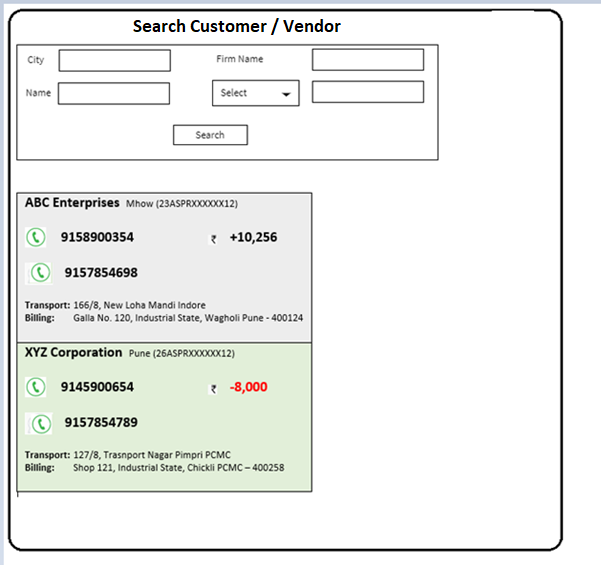 Search Customer / Vendor
City Firm Name
Name Select
Search
ABC Enterprises Mhow (23ASPRXXXXXX12)
9158900354 ₹ +10,256
9157854698
Transport: 166/8, New Loha Mandi Indore
Billing: Galla No. 120, Industrial State, Wagholi Pune - 400124
XYZ Corporation Pune (26ASPRXXXXXX12)
9145900654 ₹ -8,000
9157854789
Transport: 127/8, Trasnport Nagar Pimpri PCMC
Billing: Shop 121, Industrial State, Chickli PCMC – 400258